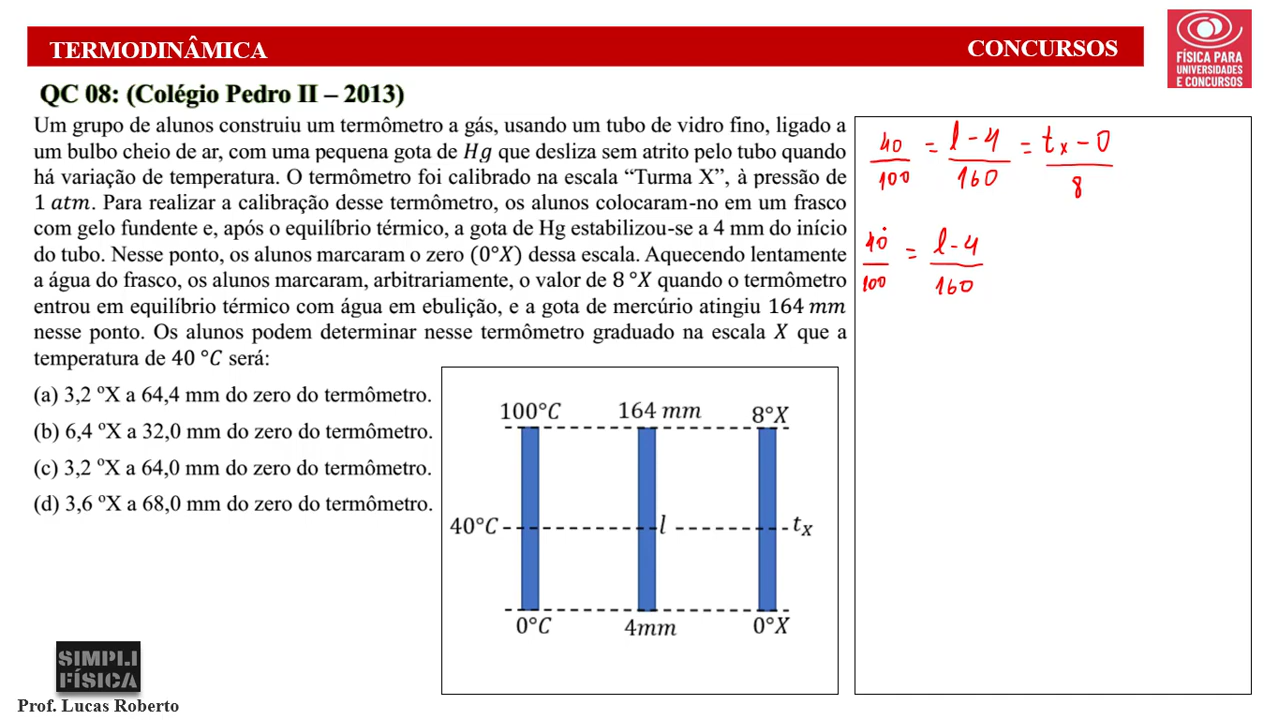 TERMODINÂMICA
CONCURSOS
FÍSICA PARA
UNIVERSIDADES
E CONCURSOS
QC 08: (Colégio Pedro II – 2013)
Um grupo de alunos construiu um termômetro a gás, usando um tubo de vidro fino, ligado a
um bulbo cheio de ar, com uma pequena gota de Hg que desliza sem atrito pelo tubo quando
há variação de temperatura. O termômetro foi calibrado na escala “Turma X”, à pressão de
1 atm. Para realizar a calibração desse termômetro, os alunos colocaram-no em um frasco
com gelo fundente e, após o equilíbrio térmico, a gota de Hg estabilizou-se a 4 mm do início
do tubo. Nesse ponto, os alunos marcaram o zero (0°X) dessa escala. Aquecendo lentamente
a água do frasco, os alunos marcaram, arbitrariamente, o valor de 8 °X quando o termômetro
entrou em equilíbrio térmico com água em ebulição, e a gota de mercúrio atingiu 164 mm
nesse ponto. Os alunos podem determinar nesse termômetro graduado na escala X que a
temperatura de 40 °C será:
(a) 3,2 ºX a 64,4 mm do zero do termômetro.
(b) 6,4 ºX a 32,0 mm do zero do termômetro.
(c) 3,2 ºX a 64,0 mm do zero do termômetro.
(d) 3,6 ºX a 68,0 mm do zero do termômetro.
100°C 164 mm 8°X
40°C l tX
0°C 4mm 0°X
40/100 = l-4/160 = tx-0/8
40/100 = l-4/160
SIMPLI
FÍSICA
Prof. Lucas Roberto